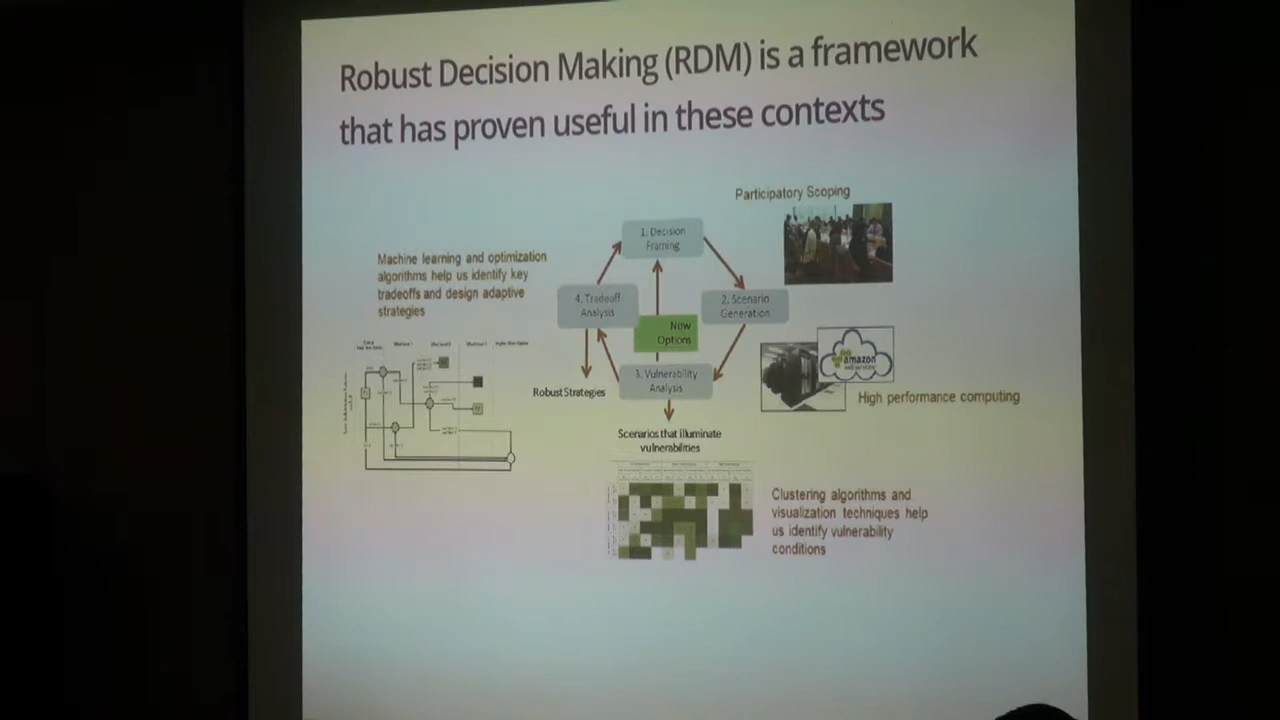 Robust Decision Making (RDM) is a framework
that has proven useful in these contexts
Participatory Scoping
1. Decision
Framing
Machine learning and optimization
algorithms help us identify key
tradeoffs and design adaptive
strategies
4. Tradeoff
Analysis
2. Scenario
Generation
New
Options
3. Vulnerability
Analysis
Robust Strategies
amazon
High performance computing
Scenarios that illuminate
vulnerabilities
Clustering algorithms and
visualization techniques help
us identify vulnerability
conditions